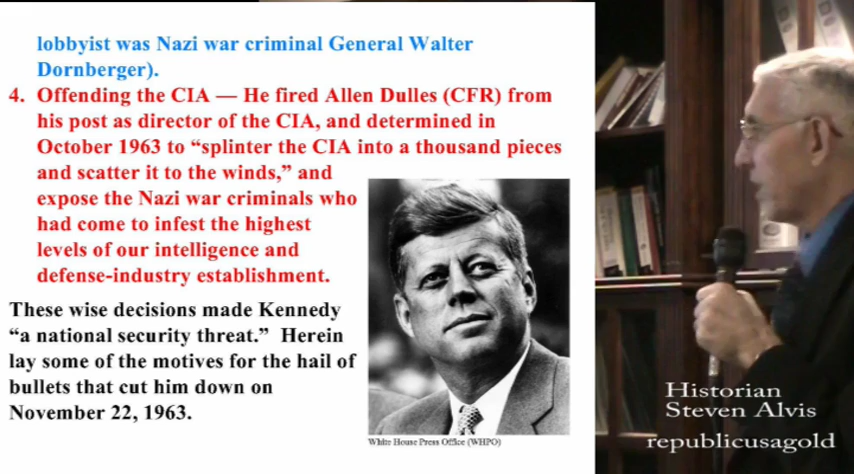 lobbyist was Nazi war criminal General Walter
Dornberger).
4. Offending the CIA — He fired Allen Dulles (CFR) from
his post as director of the CIA, and determined in
October 1963 to “splinter the CIA into a thousand pieces
and scatter it to the winds,” and
expose the Nazi war criminals who
had come to infest the highest
levels of our intelligence and
defense-industry establishment.
These wise decisions made Kennedy
“a national security threat.” Herein
lay some of the motives for the hail of
bullets that cut him down on
November 22, 1963.
White House Press Office (WHPO)
Historian
Steven Alvis
republicusagold